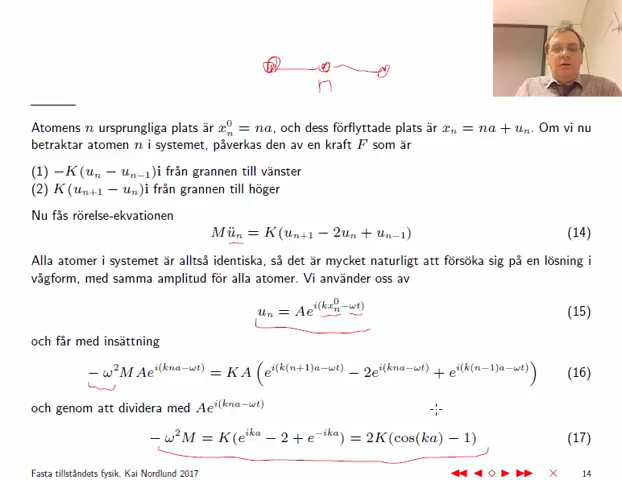 n
Atomens n ursprungliga plats är x_n^0 = na, och dess förflyttade plats är x_n = na + u_n. Om vi nu
betraktar atomen n i systemet, påverkas den av en kraft F som är
(1) −K(u_n − u_{n−1})i från grannen till vänster
(2) K(u_{n+1} − u_n)i från grannen till höger
Nu fås rörelse-ekvationen
Mü_n = K(u_{n+1} − 2u_n + u_{n−1}) (14)
Alla atomer i systemet är alltså identiska, så det är mycket naturligt att försöka sig på en lösning i
vågform, med samma amplitud för alla atomer. Vi använder oss av
u_n = Ae^{i(kx_n^0−ωt)} (15)
och får med insättning
−ω²MAe^{i(kna−ωt)} = KA(e^{i(k(n+1)a−ωt)} − 2e^{i(kna−ωt)} + e^{i(k(n−1)a−ωt)}) (16)
och genom att dividera med Ae^{i(kna−ωt)}
−ω²M = K(e^{ika} − 2 + e^{−ika}) = 2K(cos(ka) − 1) (17)
Fasta tillståndets fysik, Kai Nordlund 2017 14